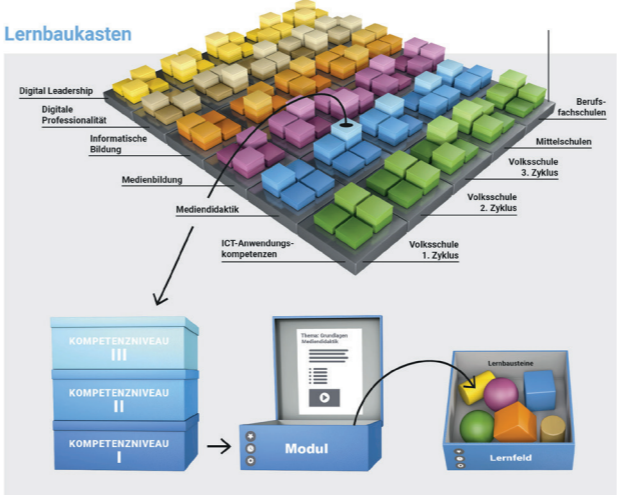 Lernbaukasten
Digital Leadership
Digitale
Professionalität
Informatische
Bildung
Medienbildung
Mediendidaktik
ICT-Anwendungs-
kompetenzen
Berufs-
fachschulen
Mittelschulen
Volksschule
3. Zyklus
Volksschule
2. Zyklus
Volksschule
1. Zyklus
KOMPETENZNIVEAU
III
KOMPETENZNIVEAU
II
KOMPETENZNIVEAU
I
Thema: Grundlagen
Mediendidaktik
Modul
Lernbausteine
Lernfeld